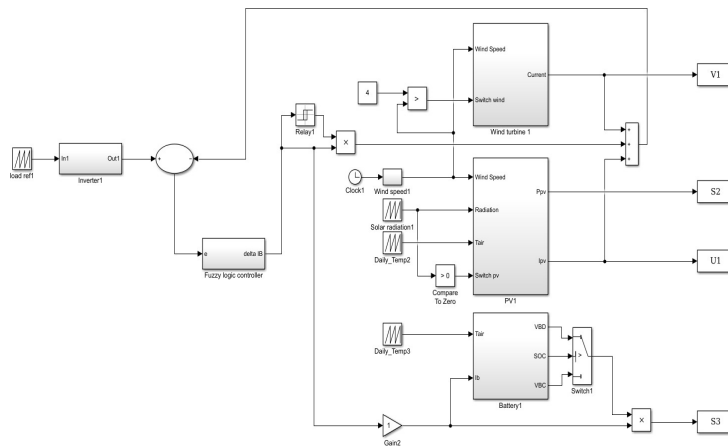 V1
Wind Speed
Current
4
>
Switch wind
Wind turbine 1
Relay1
×
+
+
+
load ref1
In1
Out1
Inverter1
+
−
Clock1
Wind speed1
Wind Speed
Ppv
S2
Solar radiation1
Radiation
Daily_Temp2
Tair
e
delta IB
Fuzzy logic controller
Ipv
U1
> 0
Compare
To Zero
Switch pv
PV1
Daily_Temp3
Tair
VBD
SOC
>
Ib
VBC
Battery1
Switch1
1
Gain2
×
S3